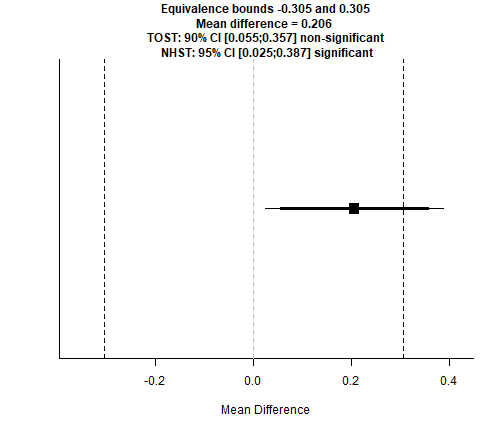 Equivalence bounds -0.305 and 0.305
Mean difference = 0.206
TOST: 90% CI [0.055;0.357] non-significant
NHST: 95% CI [0.025;0.387] significant
-0.2 0.0 0.2 0.4
Mean Difference